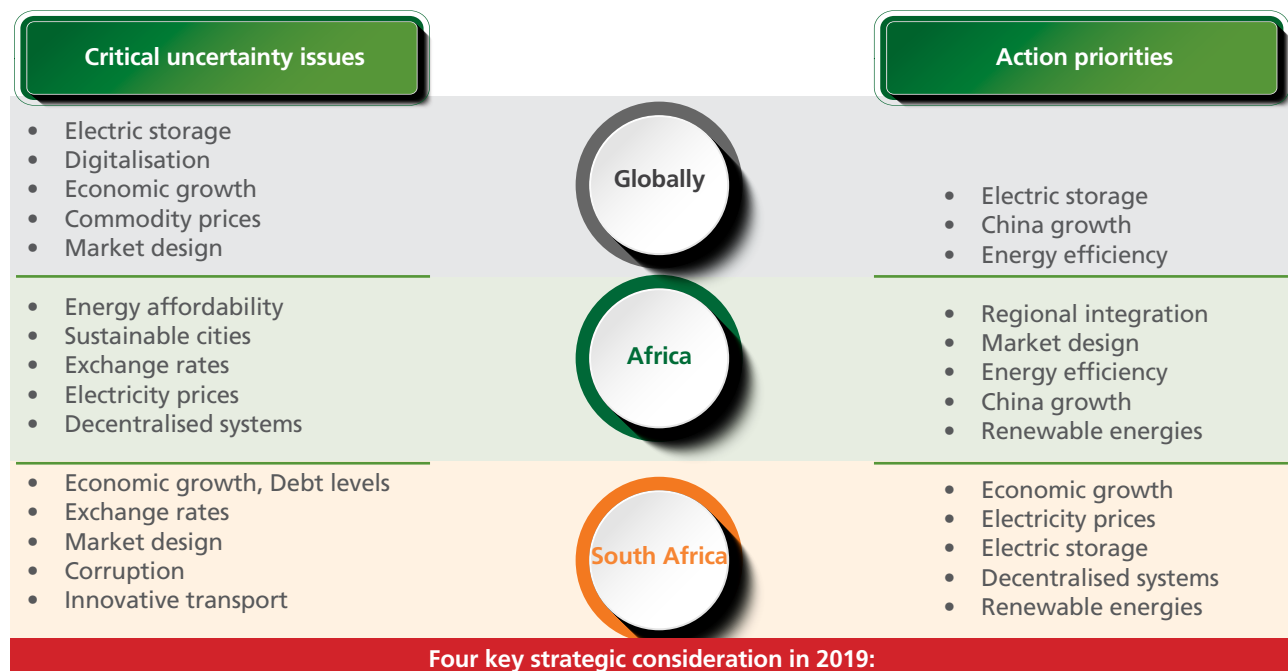 Critical uncertainty issues
Action priorities
• Electric storage
• Digitalisation
• Economic growth
• Commodity prices
• Market design
Globally
• Electric storage
• China growth
• Energy efficiency
• Energy affordability
• Sustainable cities
• Exchange rates
• Electricity prices
• Decentralised systems
Africa
• Regional integration
• Market design
• Energy efficiency
• China growth
• Renewable energies
• Economic growth, Debt levels
• Exchange rates
• Market design
• Corruption
• Innovative transport
South Africa
• Economic growth
• Electricity prices
• Electric storage
• Decentralised systems
• Renewable energies
Four key strategic consideration in 2019: